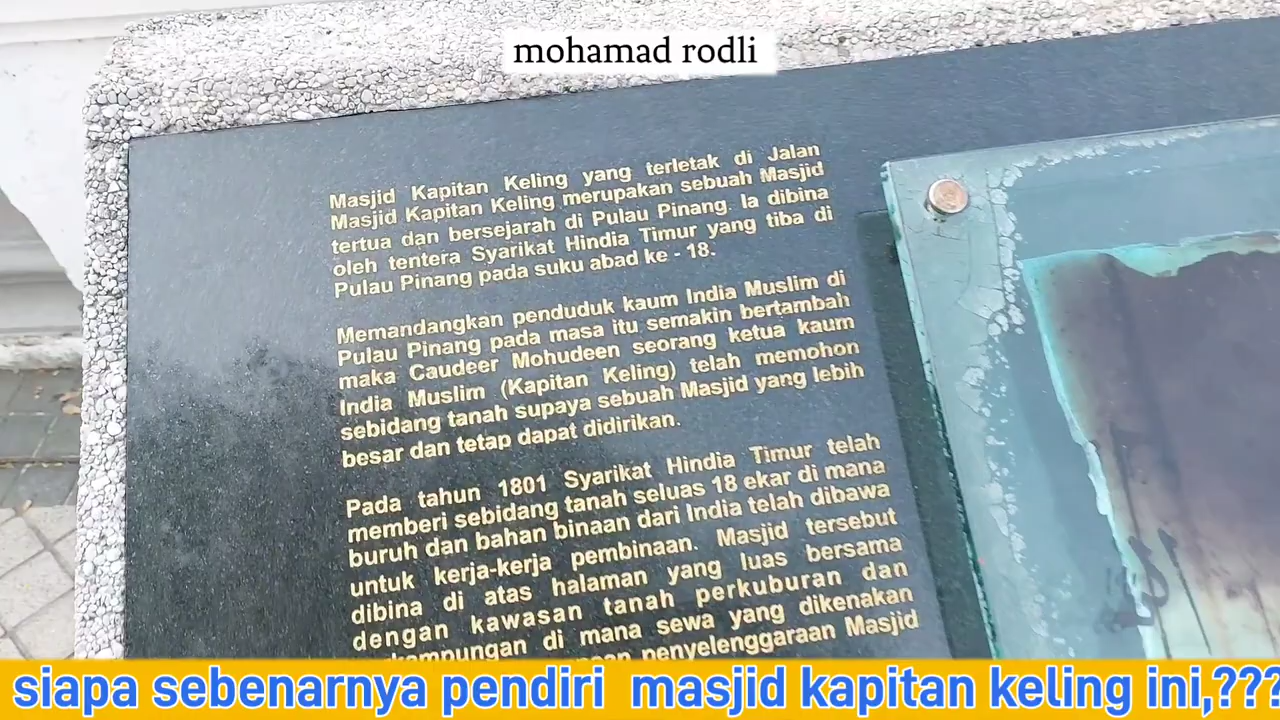 mohamad rodli
Masjid Kapitan Keling yang terletak di Jalan
Masjid Kapitan Keling merupakan sebuah Masjid
tertua dan bersejarah di Pulau Pinang. Ia dibina
oleh tentera Syarikat Hindia Timur yang tiba di
Pulau Pinang pada suku abad ke - 18.
Memandangkan penduduk kaum India Muslim di
Pulau Pinang pada masa itu semakin bertambah
maka Caudeer Mohudeen seorang ketua kaum
India Muslim (Kapitan Keling) telah memohon
sebidang tanah supaya sebuah Masjid yang lebih
besar dan tetap dapat didirikan.
Pada tahun 1801 Syarikat Hindia Timur telah
memberi sebidang tanah seluas 18 ekar di mana
buruh dan bahan binaan dari India telah dibawa
untuk kerja-kerja pembinaan. Masjid tersebut
dibina di atas halaman yang luas bersama
dengan kawasan tanah perkuburan dan
perkampungan di mana sewa yang dikenakan
penyelenggaraan Masjid
siapa sebenarnya pendiri masjid kapitan keling ini,???